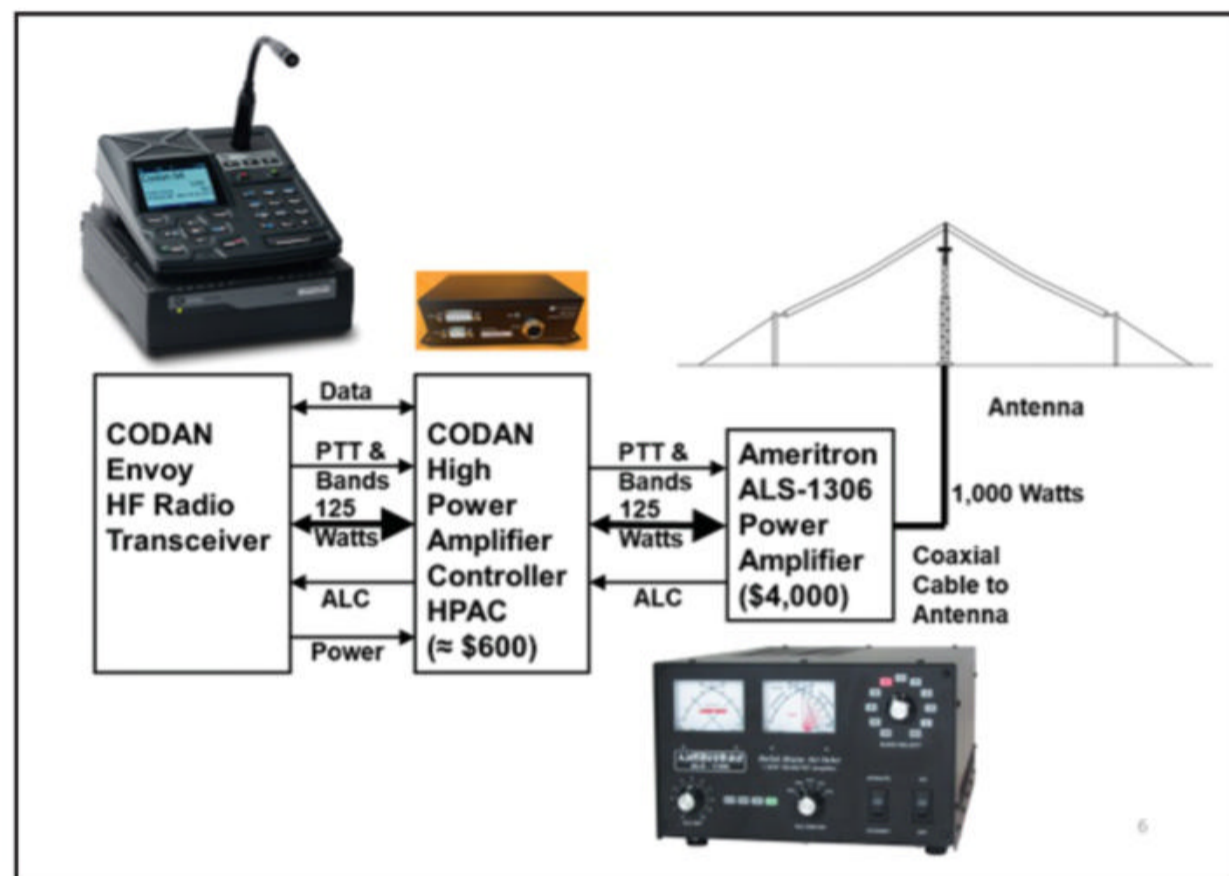 CODAN
Envoy
HF Radio
Transceiver
Data
PTT &
Bands
125
Watts
ALC
Power
CODAN
High
Power
Amplifier
Controller
HPAC
(≈ $600)
PTT &
Bands
125
Watts
ALC
Ameritron
ALS-1306
Power
Amplifier
($4,000)
Antenna
1,000 Watts
Coaxial
Cable to
Antenna
6